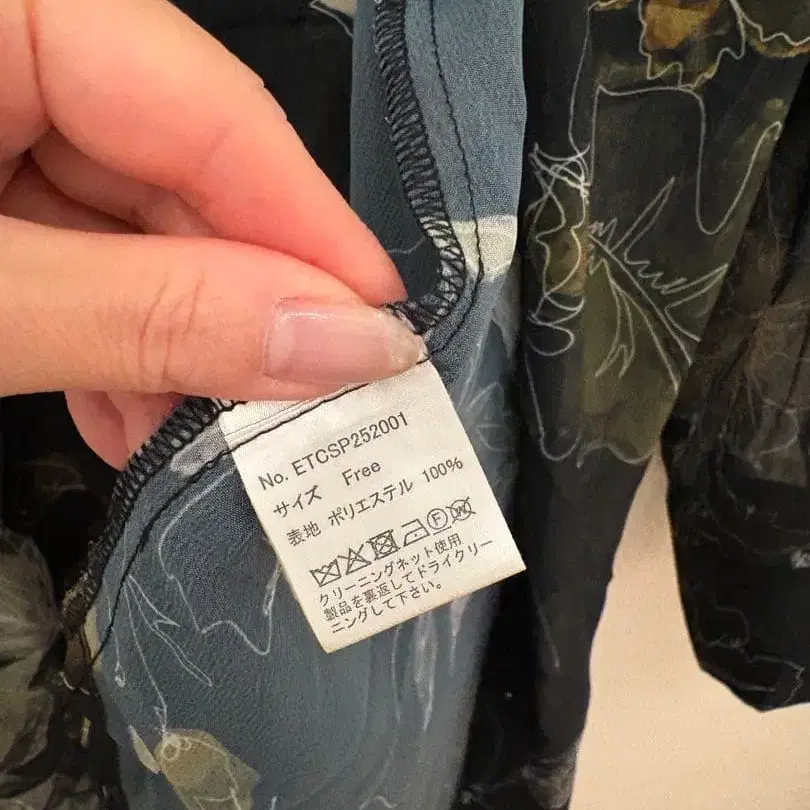 No. ETCSP252001
サイズ Free
表地 ポリエステル 100%
クリーニングネット使用
製品を裏返してドライクリー
ニングして下さい。